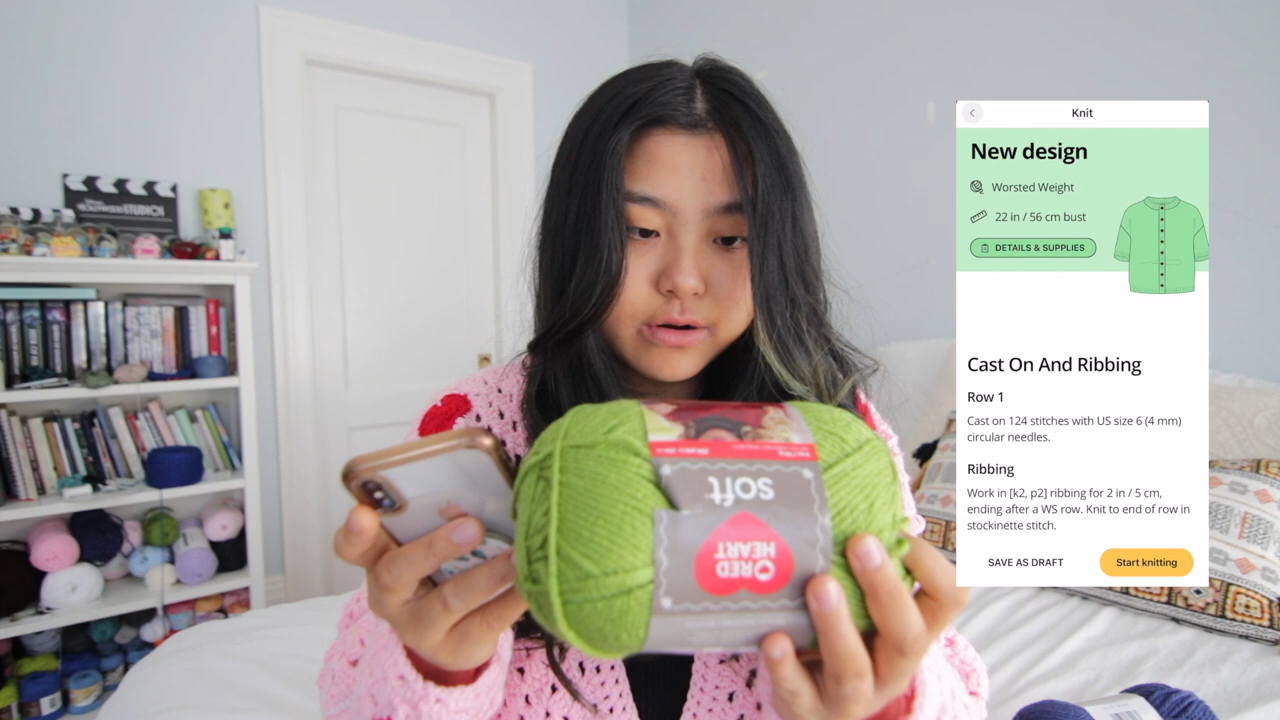 HOLLYWOOD STUDIOS
soft
RED
HEART
Knit
New design
Worsted Weight
22 in / 56 cm bust
DETAILS & SUPPLIES
Cast On And Ribbing
Row 1
Cast on 124 stitches with US size 6 (4 mm)
circular needles.
Ribbing
Work in [k2, p2] ribbing for 2 in / 5 cm,
ending after a WS row. Knit to end of row in
stockinette stitch.
SAVE AS DRAFT
Start knitting